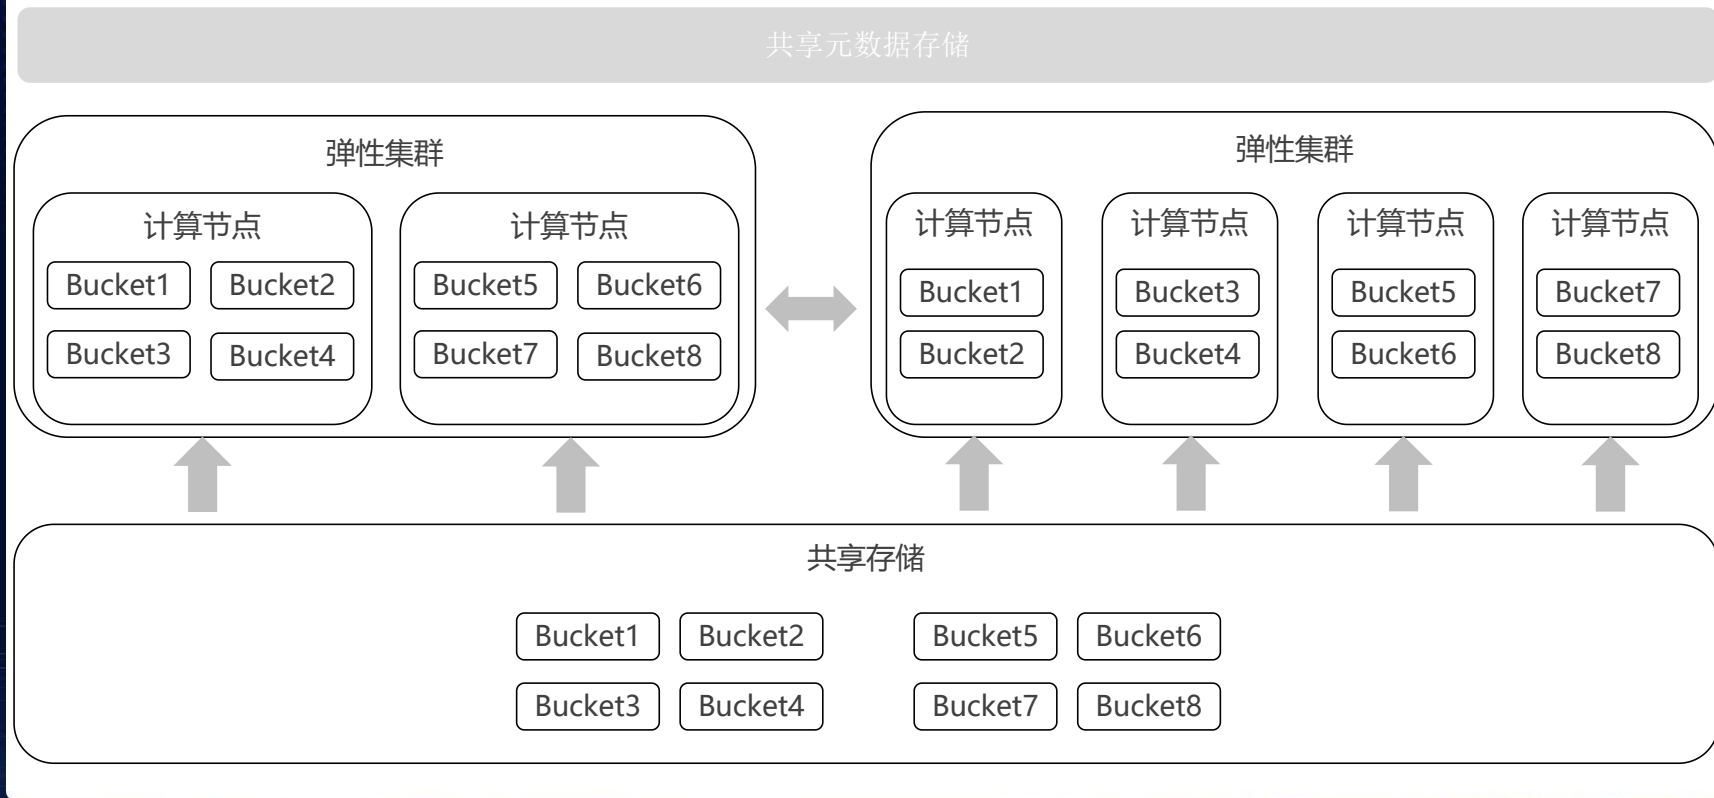 共享元数据存储
弹性集群
计算节点
Bucket1 Bucket2
Bucket3 Bucket4
计算节点
Bucket5 Bucket6
Bucket7 Bucket8
弹性集群
计算节点
Bucket1
Bucket2
计算节点
Bucket3
Bucket4
计算节点
Bucket5
Bucket6
计算节点
Bucket7
Bucket8
共享存储
Bucket1 Bucket2 Bucket5 Bucket6
Bucket3 Bucket4 Bucket7 Bucket8